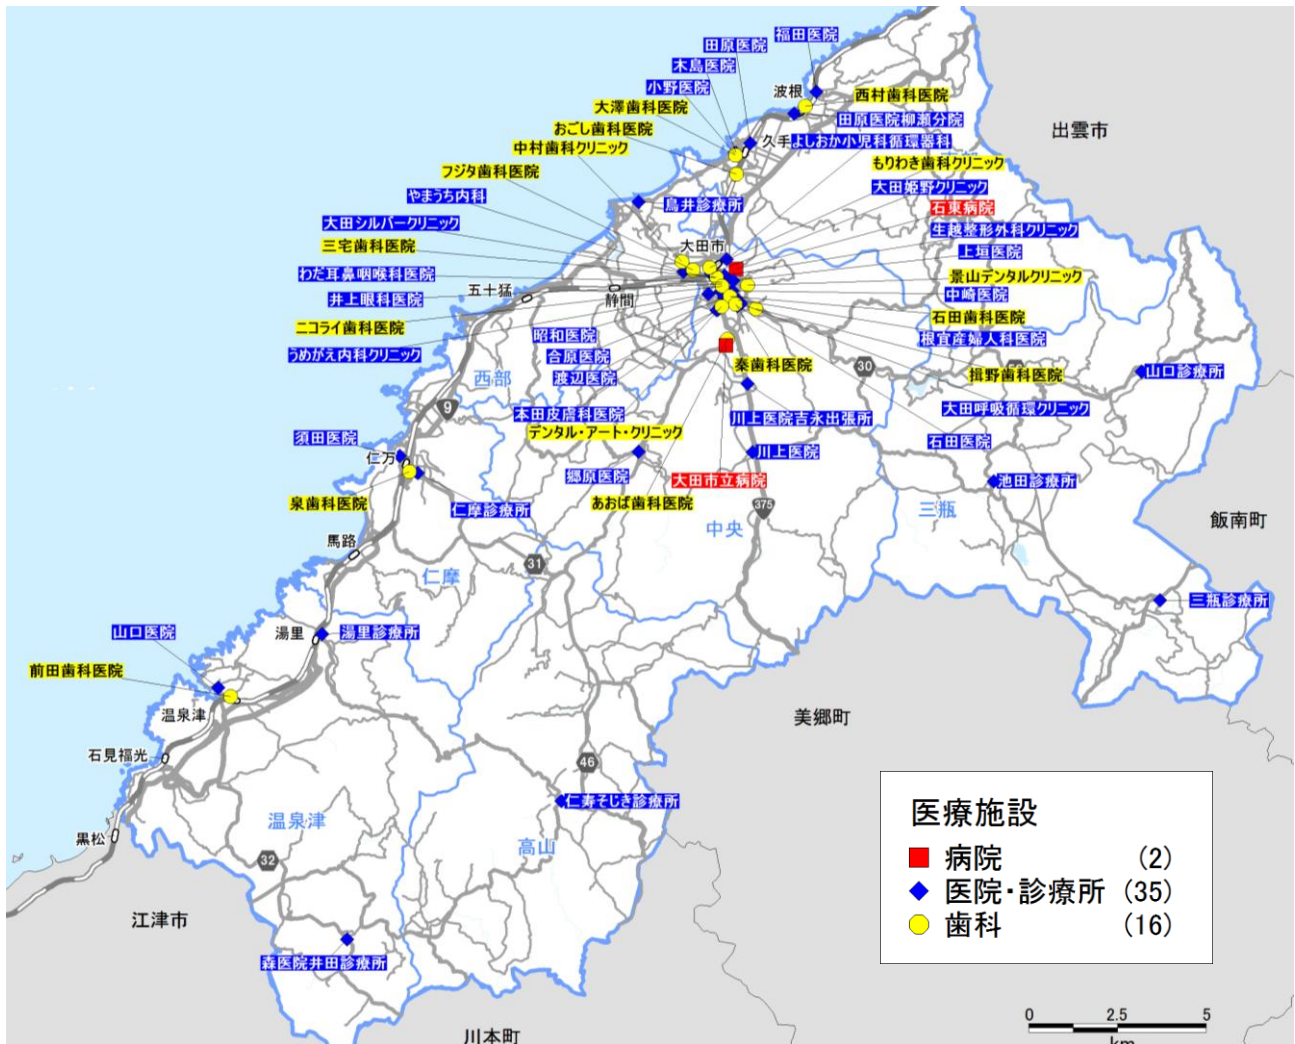 福田医院
田原医院
木島医院
小野医院
波根
西村歯科医院
大澤歯科医院
田原医院柳瀬分院
おごし歯科医院
出雲市
久手
よしおか小児科循環器科
中村歯科クリニック
もりわき歯科クリニック
フジタ歯科医院
大田姫野クリニック
やまうち内科
鳥井診療所
石東病院
大田シルバークリニック
生越整形外科クリニック
三宅歯科医院
大田市
上垣医院
わだ耳鼻咽喉科医院
景山デンタルクリニック
五十猛
静間
中崎医院
井上眼科医院
石田歯科医院
ニコライ歯科医院
昭和医院
根宜産婦人科医院
うめがえ内科クリニック
合原医院
秦歯科医院
30
山口診療所
西部
渡辺医院
揖野歯科医院
9
本田皮膚科医院
川上医院吉永出張所
大田呼吸循環クリニック
須田医院
デンタル・アート・クリニック
石田医院
仁万
川上医院
郷原医院
大田市立病院
池田診療所
泉歯科医院
仁摩診療所
あおば歯科医院
375
三瓶
中央
飯南町
馬路
31
仁摩
三瓶診療所
山口医院
湯里
湯里診療所
前田歯科医院
温泉津
美郷町
石見福光
46
仁寿そじき診療所
温泉津
黒松
高山
32
江津市
森医院井田診療所
川本町
医療施設
病院 (2)
医院・診療所 (35)
歯科 (16)
0 2.5 5
km